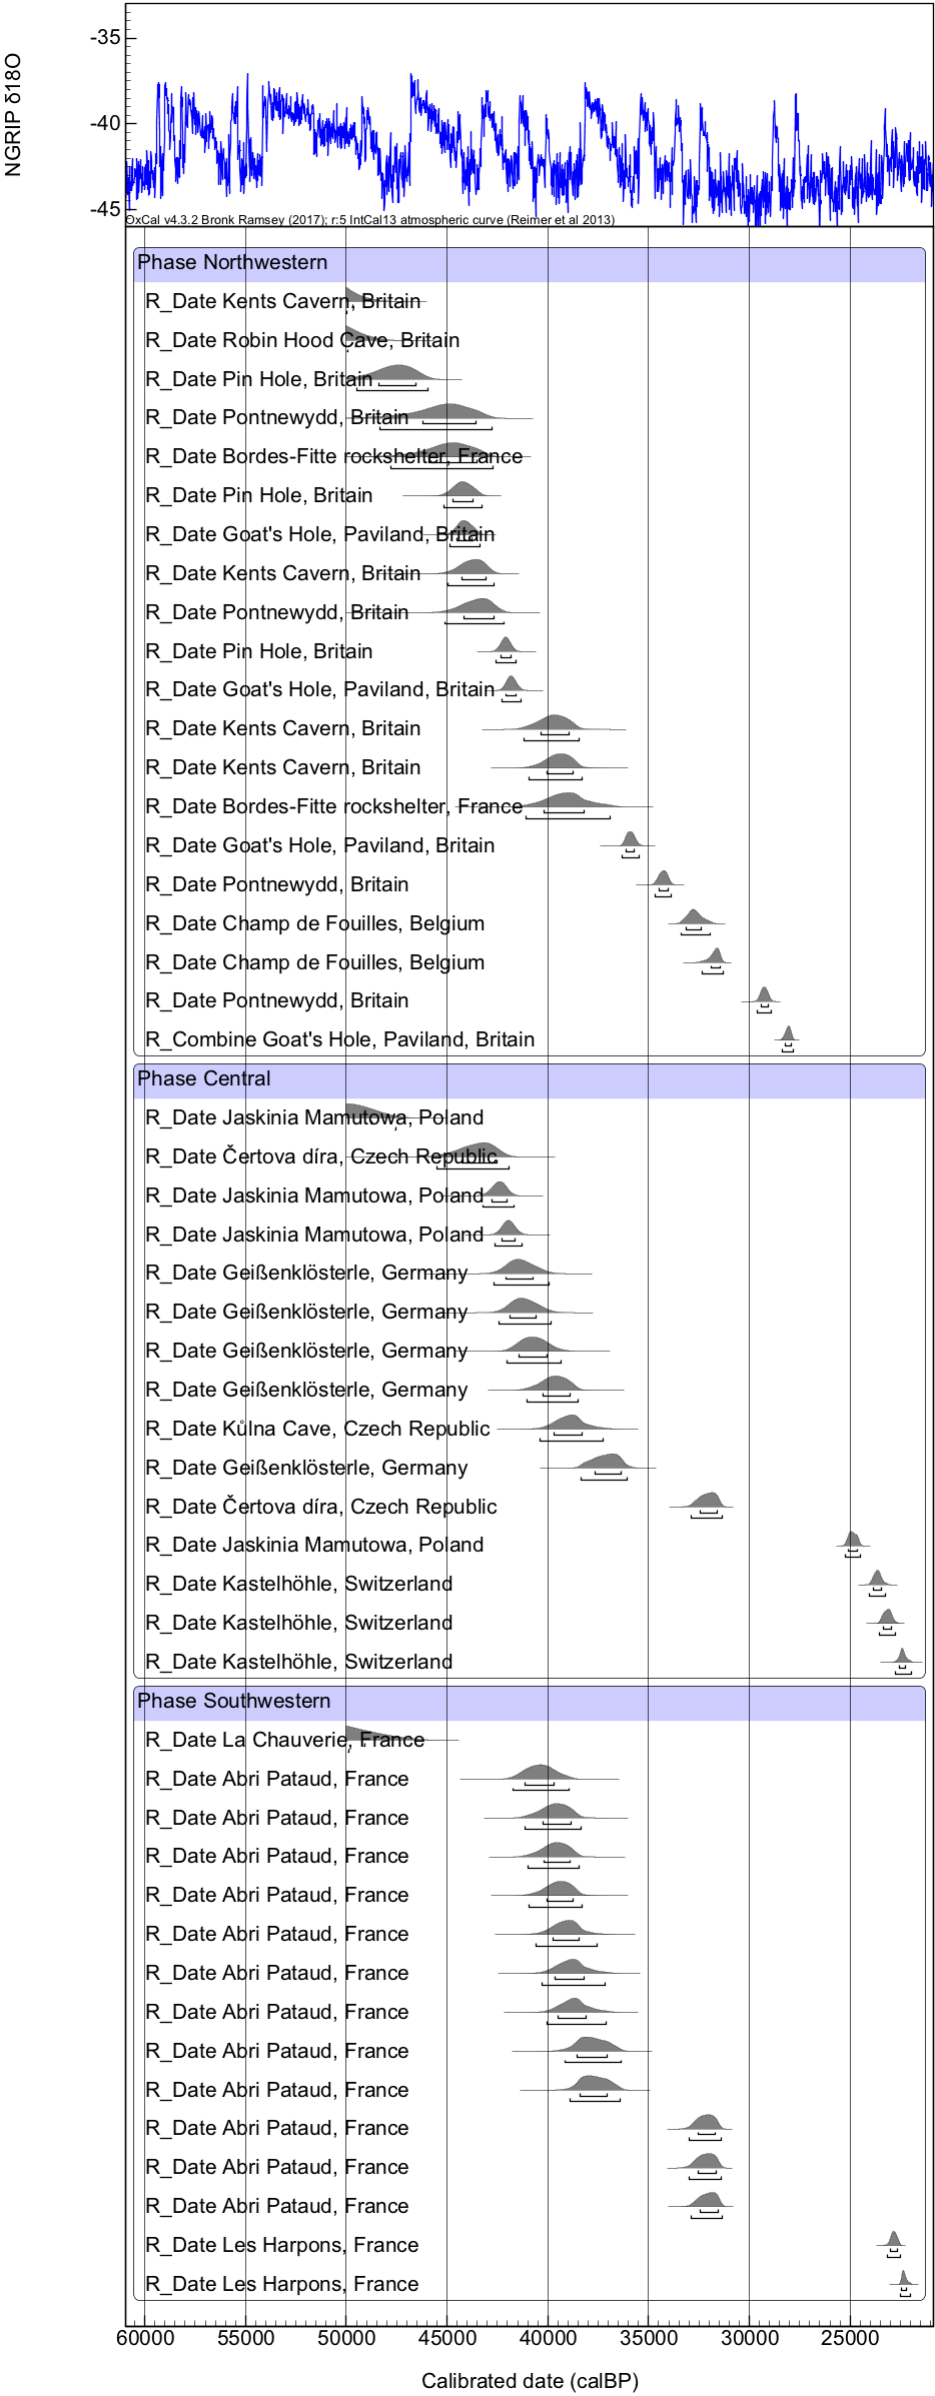 NGRIP δ18O
-35
-40
-45
OxCal v4.3.2 Bronk Ramsey (2017); r:5 IntCal13 atmospheric curve (Reimer et al 2013)
Phase Northwestern
R_Date Kents Cavern, Britain
R_Date Robin Hood Cave, Britain
R_Date Pin Hole, Britain
R_Date Pontnewydd, Britain
R_Date Bordes-Fitte rockshelter, France
R_Date Pin Hole, Britain
R_Date Goat's Hole, Paviland, Britain
R_Date Kents Cavern, Britain
R_Date Pontnewydd, Britain
R_Date Pin Hole, Britain
R_Date Goat's Hole, Paviland, Britain
R_Date Kents Cavern, Britain
R_Date Kents Cavern, Britain
R_Date Bordes-Fitte rockshelter, France
R_Date Goat's Hole, Paviland, Britain
R_Date Pontnewydd, Britain
R_Date Champ de Fouilles, Belgium
R_Date Champ de Fouilles, Belgium
R_Date Pontnewydd, Britain
R_Combine Goat's Hole, Paviland, Britain
Phase Central
R_Date Jaskinia Mamutowa, Poland
R_Date Čertova díra, Czech Republic
R_Date Jaskinia Mamutowa, Poland
R_Date Jaskinia Mamutowa, Poland
R_Date Geißenklösterle, Germany
R_Date Geißenklösterle, Germany
R_Date Geißenklösterle, Germany
R_Date Geißenklösterle, Germany
R_Date Kůlna Cave, Czech Republic
R_Date Geißenklösterle, Germany
R_Date Čertova díra, Czech Republic
R_Date Jaskinia Mamutowa, Poland
R_Date Kastelhöhle, Switzerland
R_Date Kastelhöhle, Switzerland
R_Date Kastelhöhle, Switzerland
Phase Southwestern
R_Date La Chauverie, France
R_Date Abri Pataud, France
R_Date Abri Pataud, France
R_Date Abri Pataud, France
R_Date Abri Pataud, France
R_Date Abri Pataud, France
R_Date Abri Pataud, France
R_Date Abri Pataud, France
R_Date Abri Pataud, France
R_Date Abri Pataud, France
R_Date Abri Pataud, France
R_Date Abri Pataud, France
R_Date Abri Pataud, France
R_Date Les Harpons, France
R_Date Les Harpons, France
60000 55000 50000 45000 40000 35000 30000 25000
Calibrated date (calBP)